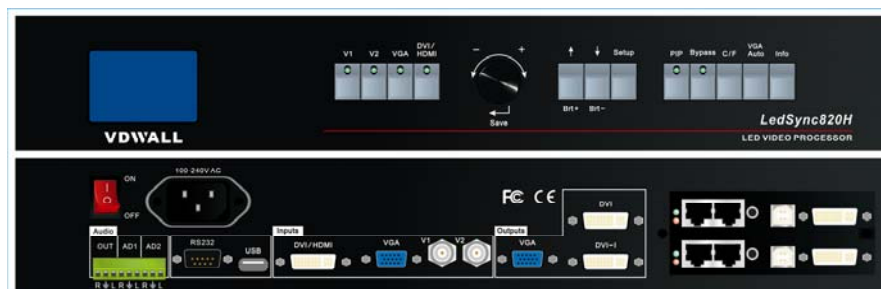 V1 V2 VGA DVI/ HDMI
− +
Save
↑ ↓ Setup
Brt+ Brt−
PIP Bypass C/F VGA Auto Info
VDWALL
LedSync820H
LED VIDEO PROCESSOR
ON
OFF
100-240V AC
FC CE
Audio
OUT AD1 AD2
R L R L R L
RS232
USB
Inputs
DVI/HDMI
VGA
V1 V2
Outputs
VGA
DVI
DVI-I